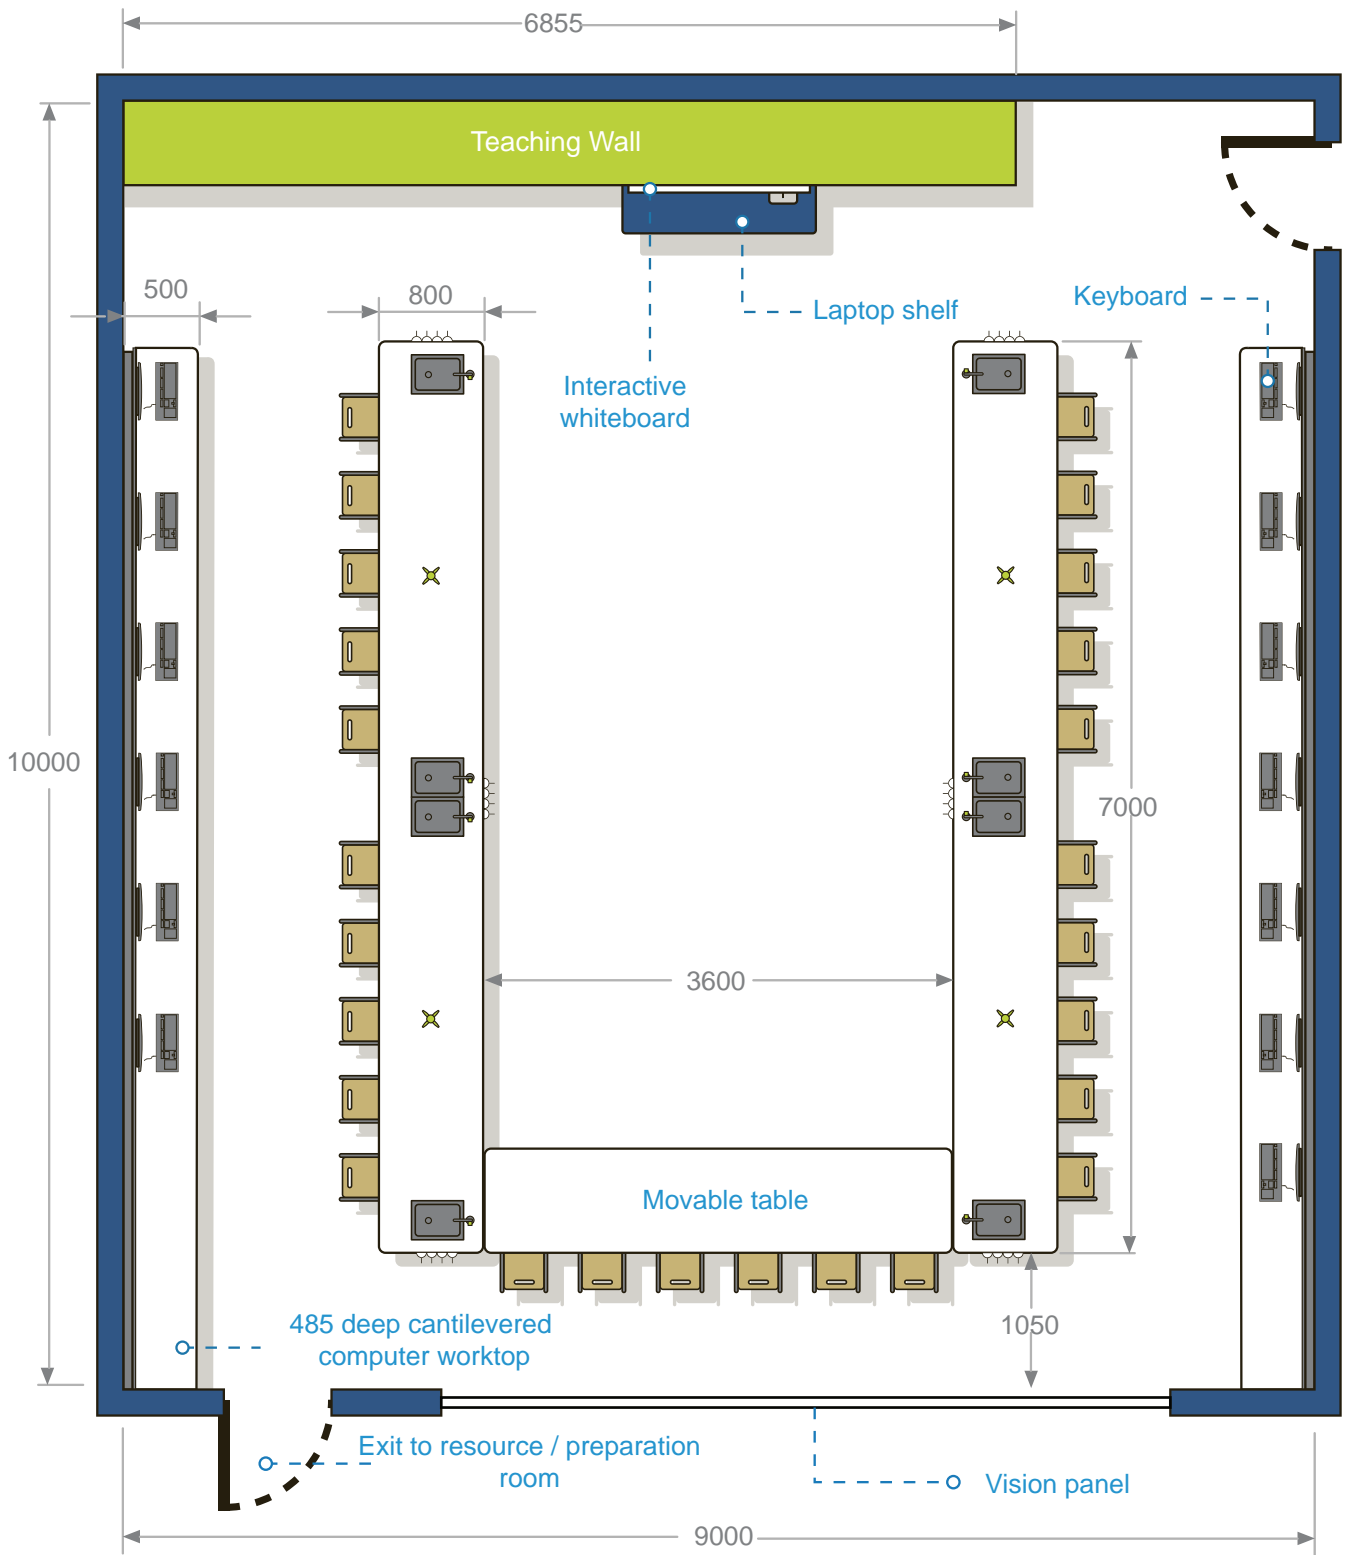 6855
Teaching Wall
500
800
Laptop shelf
Keyboard
Interactive
whiteboard
10000
7000
3600
Movable table
485 deep cantilevered
computer worktop
1050
Exit to resource / preparation
room
Vision panel
9000